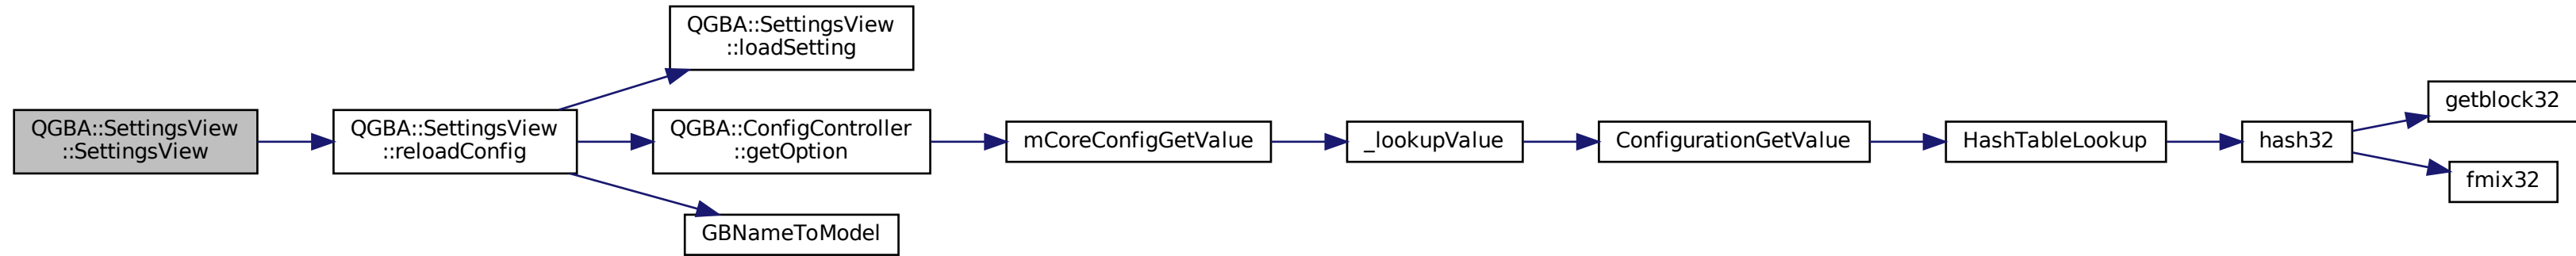 QGBA::SettingsView
::SettingsView
QGBA::SettingsView
::reloadConfig
QGBA::SettingsView
::loadSetting
QGBA::ConfigController
::getOption
GBNameToModel
mCoreConfigGetValue
_lookupValue
ConfigurationGetValue
HashTableLookup
hash32
getblock32
fmix32